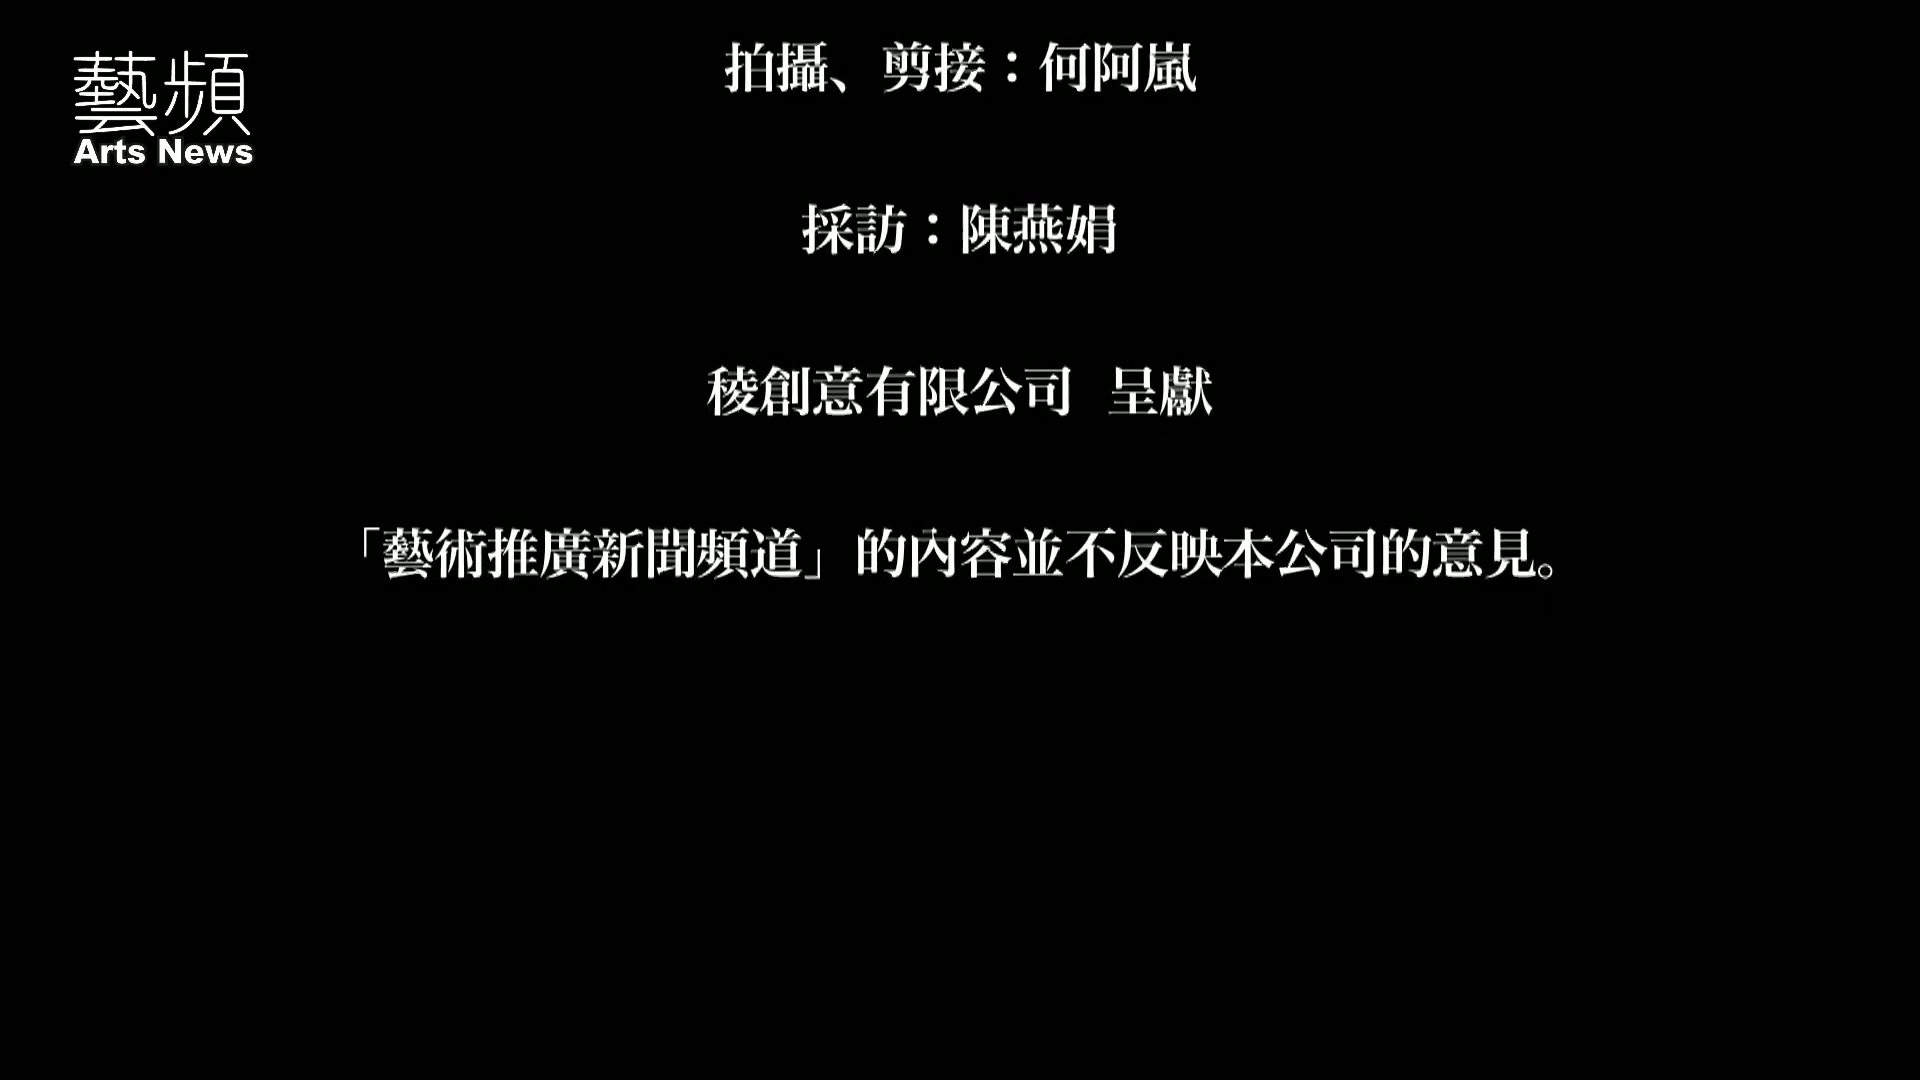 藝頻
Arts News
拍攝、剪接：何阿嵐
採訪：陳燕娟
稜創意有限公司 呈獻
「藝術推廣新聞頻道」的內容並不反映本公司的意見。